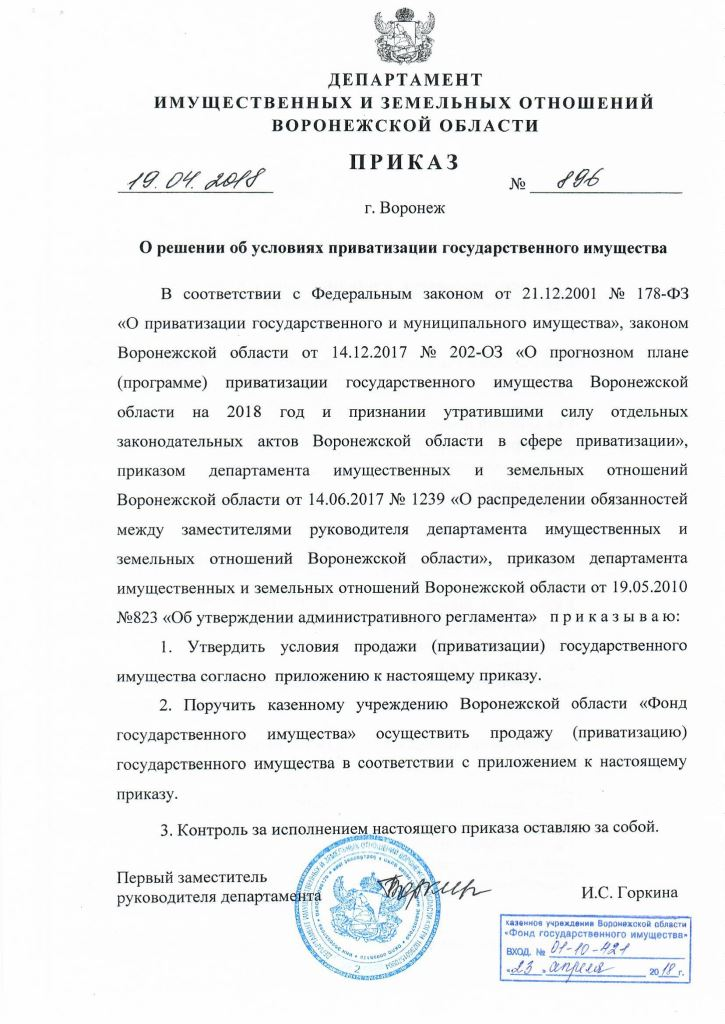 ДЕПАРТАМЕНТ
ИМУЩЕСТВЕННЫХ И ЗЕМЕЛЬНЫХ ОТНОШЕНИЙ
ВОРОНЕЖСКОЙ ОБЛАСТИ
ПРИКАЗ
19.04.2018 № 896
г. Воронеж
О решении об условиях приватизации государственного имущества
В соответствии с Федеральным законом от 21.12.2001 № 178-ФЗ
«О приватизации государственного и муниципального имущества», законом
Воронежской области от 14.12.2017 № 202-ОЗ «О прогнозном плане
(программе) приватизации государственного имущества Воронежской
области на 2018 год и признании утратившими силу отдельных
законодательных актов Воронежской области в сфере приватизации»,
приказом департамента имущественных и земельных отношений
Воронежской области от 14.06.2017 № 1239 «О распределении обязанностей
между заместителями руководителя департамента имущественных и
земельных отношений Воронежской области», приказом департамента
имущественных и земельных отношений Воронежской области от 19.05.2010
№823 «Об утверждении административного регламента» п р и к а з ы в а ю:
1. Утвердить условия продажи (приватизации) государственного
имущества согласно приложению к настоящему приказу.
2. Поручить казенному учреждению Воронежской области «Фонд
государственного имущества» осуществить продажу (приватизацию)
государственного имущества в соответствии с приложением к настоящему
приказу.
3. Контроль за исполнением настоящего приказа оставляю за собой.
Первый заместитель
руководителя департамента И.С. Горкина
2
казенное учреждение Воронежской области
«Фонд государственного имущества»
ВХОД. № 01-10-421
«23» апреля 2018 г.